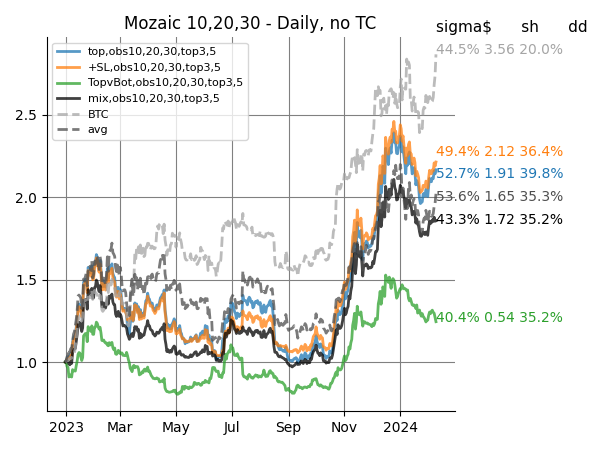 Mozaic 10,20,30 - Daily, no TC
sigma$ sh dd
top,obs10,20,30,top3,5
+SL,obs10,20,30,top3,5
TopvBot,obs10,20,30,top3,5
mix,obs10,20,30,top3,5
BTC
avg
44.5% 3.56 20.0%
49.4% 2.12 36.4%
52.7% 1.91 39.8%
53.6% 1.65 35.3%
43.3% 1.72 35.2%
40.4% 0.54 35.2%
2.5
2.0
1.5
1.0
2023 Mar May Jul Sep Nov 2024